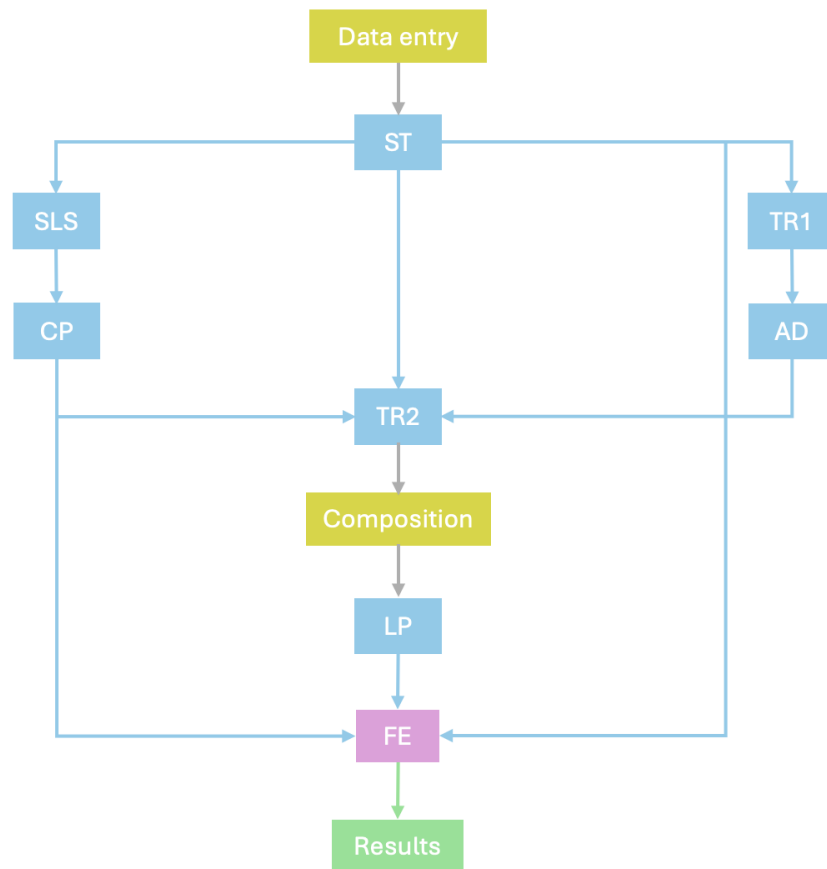 Data entry
ST
SLS
TR1
CP
AD
TR2
Composition
LP
FE
Results